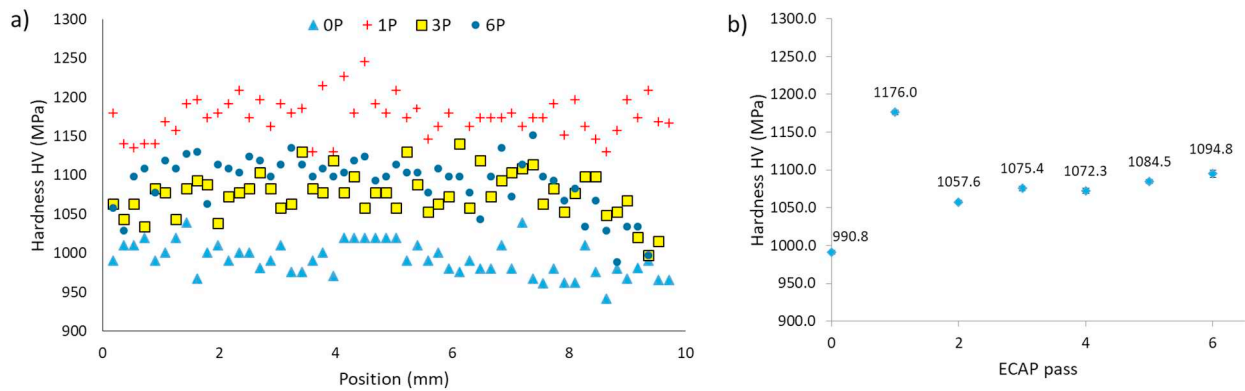 a)
0P 1P 3P 6P
1300
1250
1200
1150
1100
1050
1000
950
900
Hardness HV (MPa)
0 2 4 6 8 10
Position (mm)
b)
1300.0
1250.0
1200.0
1150.0
1100.0
1050.0
1000.0
950.0
900.0
Hardness HV (MPa)
990.8
1176.0
1057.6
1075.4
1072.3
1084.5
1094.8
0 2 4 6
ECAP pass